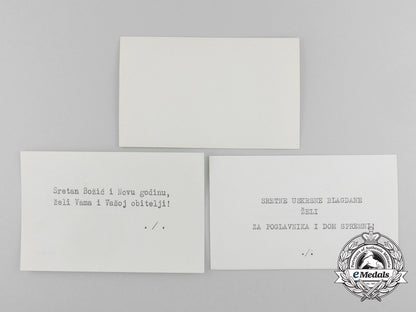 Sretan Božić i Novu godinu,
želi Vama i Vašoj obitelji!
./.
SRETNE USKRSNE BLAGDANE
ŽELI
ZA POGLAVNIKA I DOM SPREMNI!
./.
eMedals